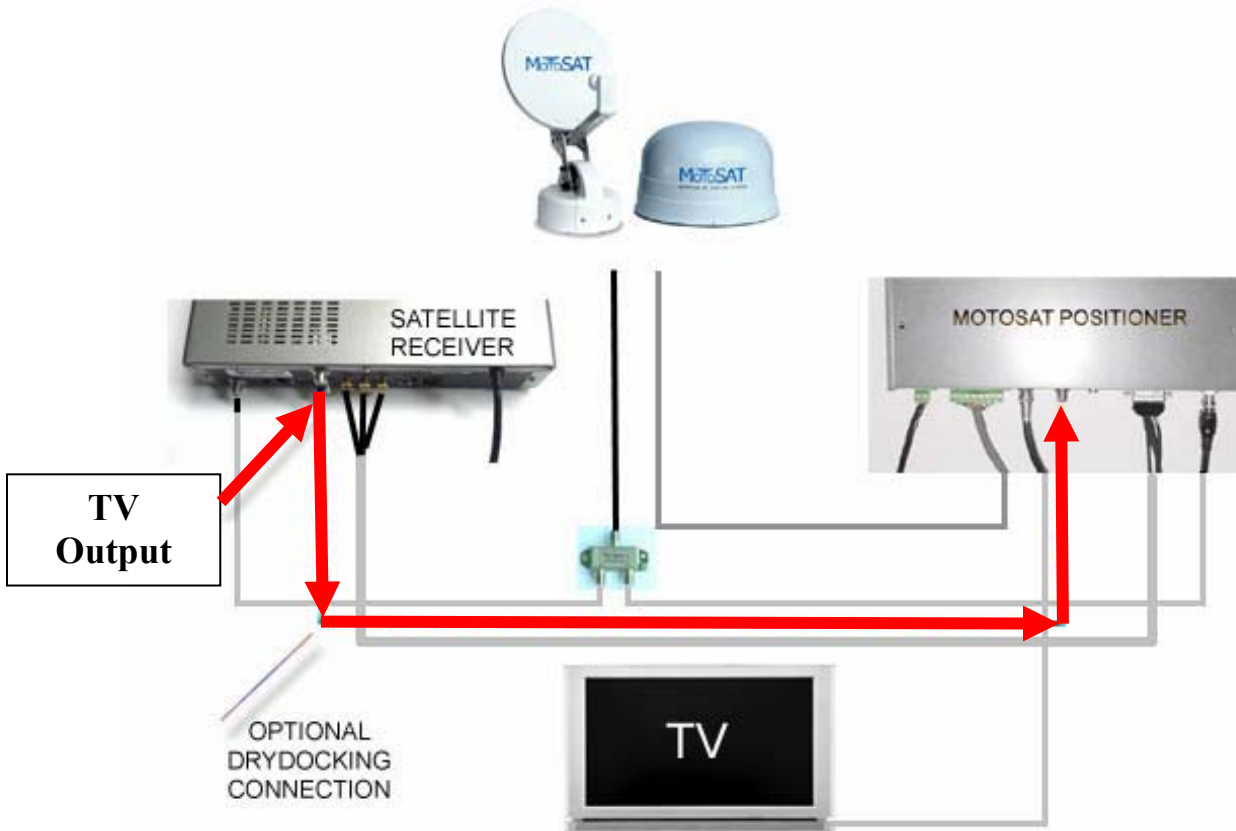 MOTOSAT
MOTOSAT
SATELLITE
RECEIVER
MOTOSAT POSITIONER
TV
Output
TV
OPTIONAL
DRYDOCKING
CONNECTION